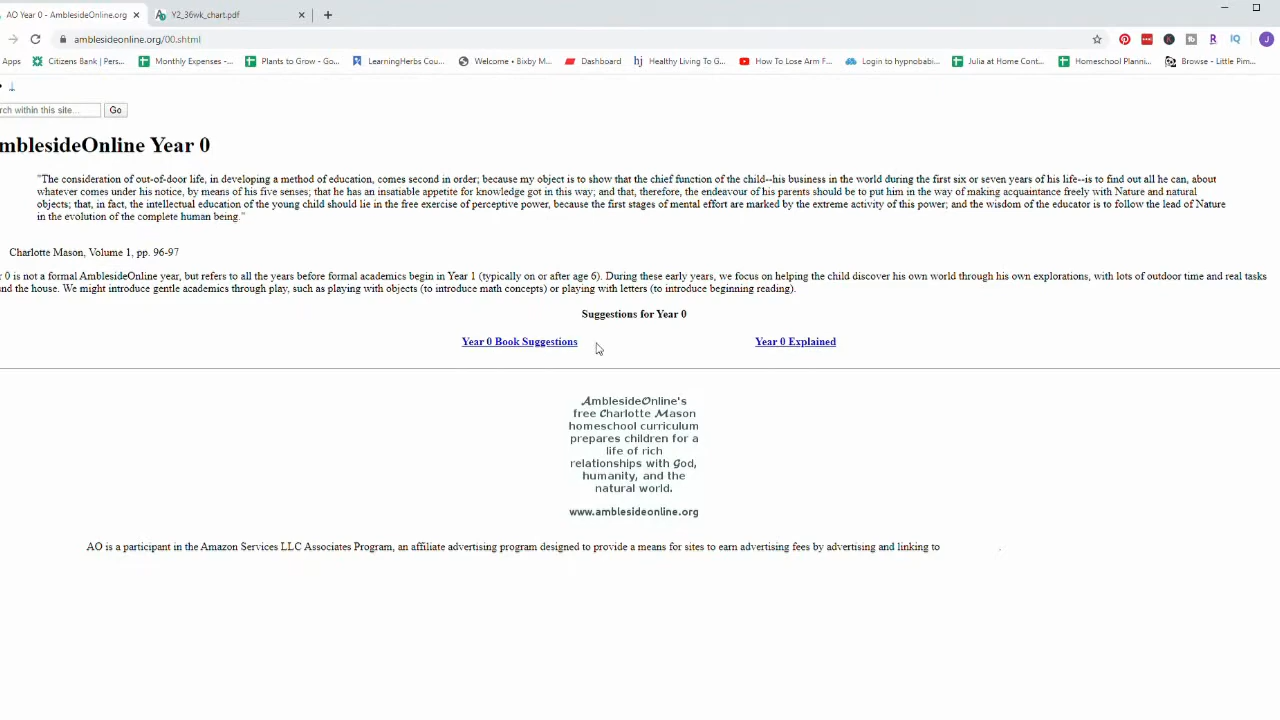 AO Year 0 - AmblesideOnline.org
Y2_36wk_chart.pdf
amblesideonline.org/00.shtml
Apps Citizens Bank | Pers... Monthly Expenses -... Plants to Grow - Go... LearningHerbs Cou... Welcome • Bixby M... Dashboard Healthy Living To G... How To Lose Arm F... Login to hypnobabi... Julia at Home Cont... Homeschool Planni... Browse - Little Pim...
rch within this site... Go
mblesideOnline Year 0
"The consideration of out-of-door life, in developing a method of education, comes second in order; because my object is to show that the chief function of the child--his business in the world during the first six or seven years of his life--is to find out all he can, about
whatever comes under his notice, by means of his five senses; that he has an insatiable appetite for knowledge got in this way; and that, therefore, the endeavour of his parents should be to put him in the way of making acquaintance freely with Nature and natural
objects; that, in fact, the intellectual education of the young child should lie in the free exercise of perceptive power, because the first stages of mental effort are marked by the extreme activity of this power; and the wisdom of the educator is to follow the lead of Nature
in the evolution of the complete human being."
Charlotte Mason, Volume 1, pp. 96-97
r 0 is not a formal AmblesideOnline year, but refers to all the years before formal academics begin in Year 1 (typically on or after age 6). During these early years, we focus on helping the child discover his own world through his own explorations, with lots of outdoor time and real tasks
nd the house. We might introduce gentle academics through play, such as playing with objects (to introduce math concepts) or playing with letters (to introduce beginning reading).
Suggestions for Year 0
Year 0 Book Suggestions Year 0 Explained
AmblesideOnline's
free Charlotte Mason
homeschool curriculum
prepares children for a
life of rich
relationships with God,
humanity, and the
natural world.
www.amblesideonline.org
AO is a participant in the Amazon Services LLC Associates Program, an affiliate advertising program designed to provide a means for sites to earn advertising fees by advertising and linking to .